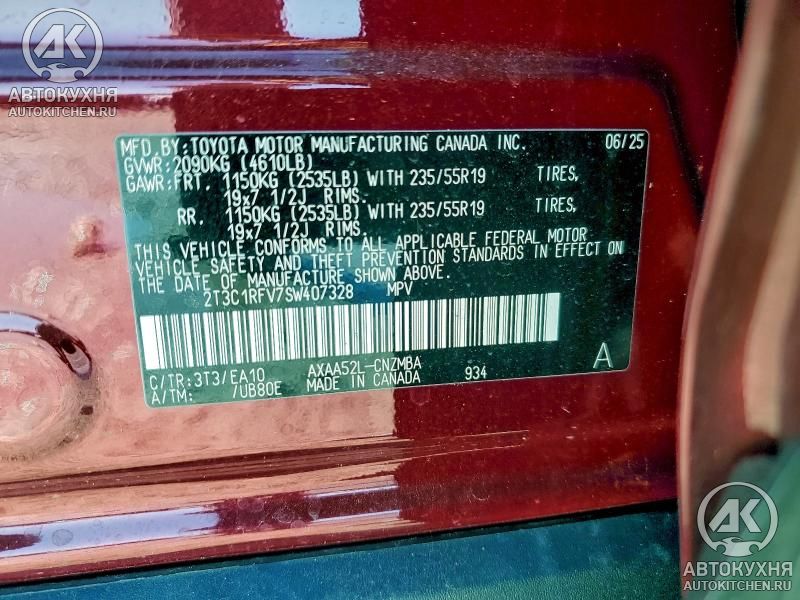 АК
АВТОКУХНЯ
AUTOKITCHEN.RU
MFD.BY:TOYOTA MOTOR MANUFACTURING CANADA INC. 06/25
GVWR:2090KG (4610LB)
GAWR:FRT. 1150KG (2535LB) WITH 235/55R19 TIRES,
19x7 1/2J RIMS.
RR. 1150KG (2535LB) WITH 235/55R19 TIRES,
19x7 1/2J RIMS.
THIS VEHICLE CONFORMS TO ALL APPLICABLE FEDERAL MOTOR
VEHICLE SAFETY AND THEFT PREVENTION STANDARDS IN EFFECT ON
THE DATE OF MANUFACTURE SHOWN ABOVE.
2T3C1RFV7SW407328 MPV
C/TR:3T3/EA10 AXAA52L-CNZMBA A
A/TM: /UB80E MADE IN CANADA 934
АК
АВТОКУХНЯ
AUTOKITCHEN.RU